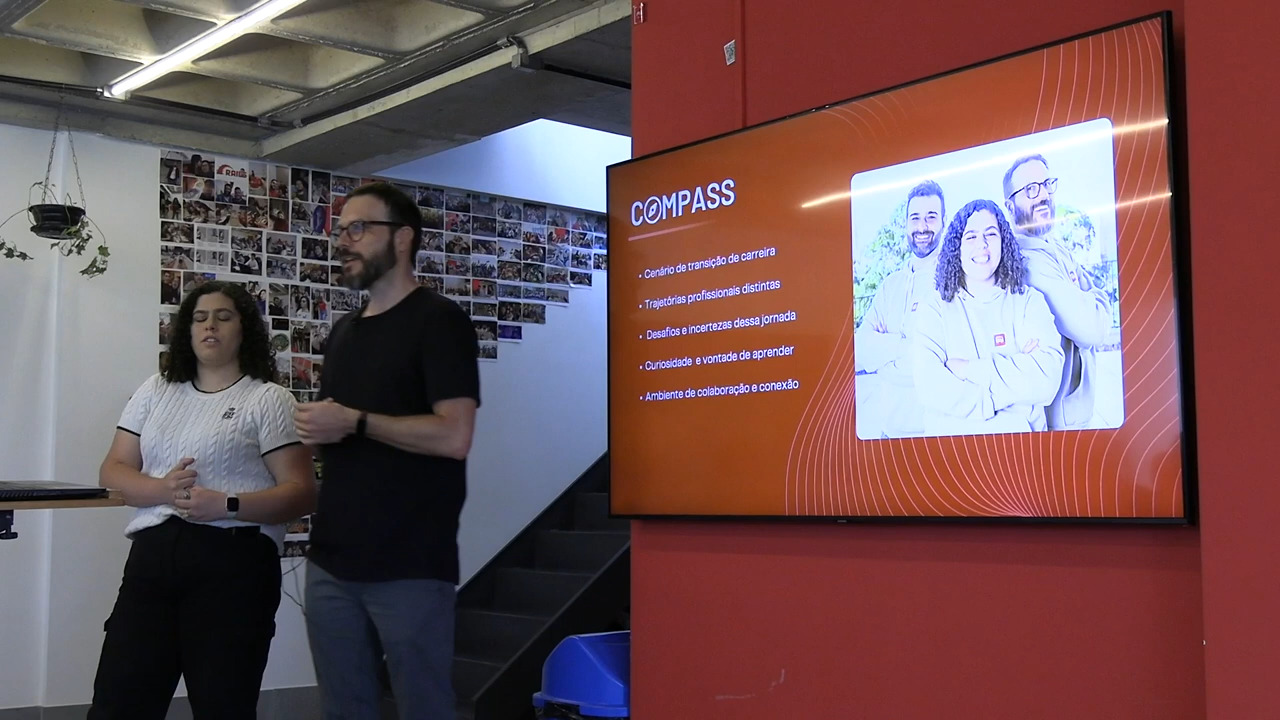 COMPASS
• Cenário de transição de carreira
• Trajetórias profissionais distintas
• Desafios e incertezas dessa jornada
• Curiosidade e vontade de aprender
• Ambiente de colaboração e conexão